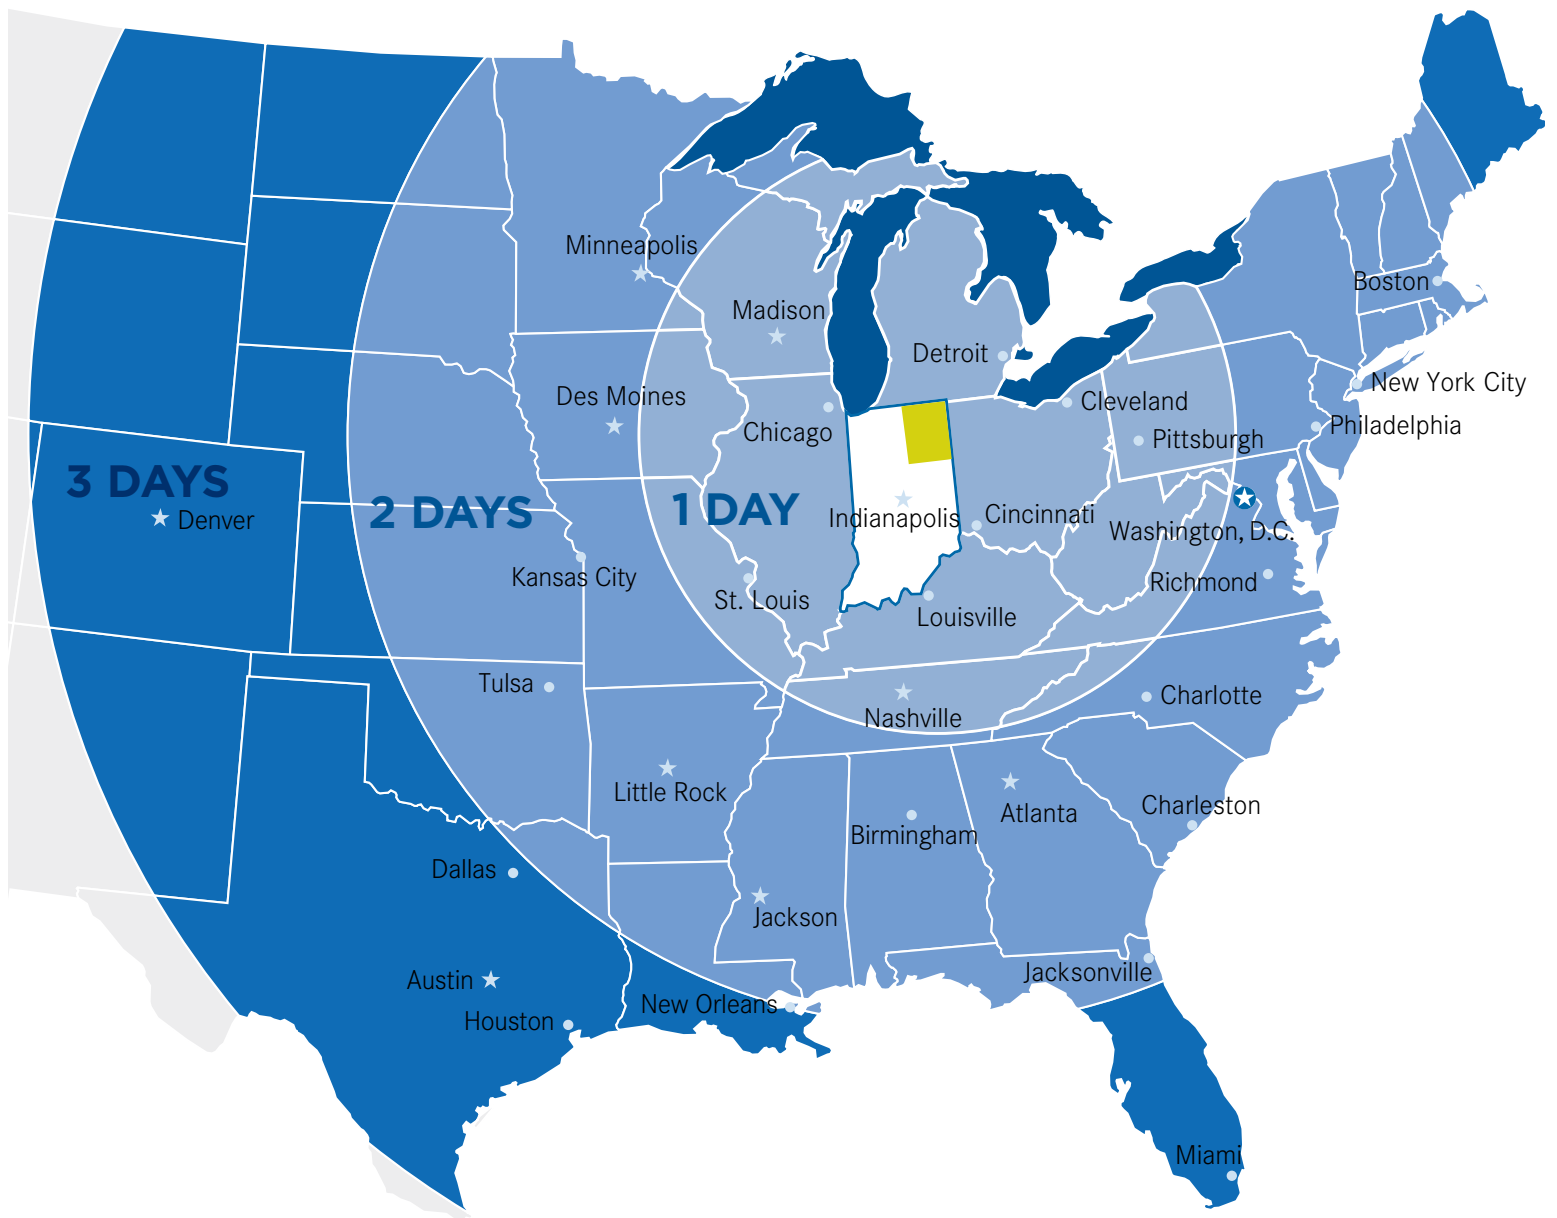 Minneapolis
Boston
Madison
Detroit
New York City
Des Moines
Cleveland
Chicago
Philadelphia
Pittsburgh
3 DAYS
2 DAYS
1 DAY
Denver
Indianapolis
Cincinnati
Washington, D.C.
Kansas City
Richmond
St. Louis
Louisville
Tulsa
Charlotte
Nashville
Little Rock
Charleston
Atlanta
Birmingham
Dallas
Jackson
Jacksonville
Austin
New Orleans
Houston
Miami